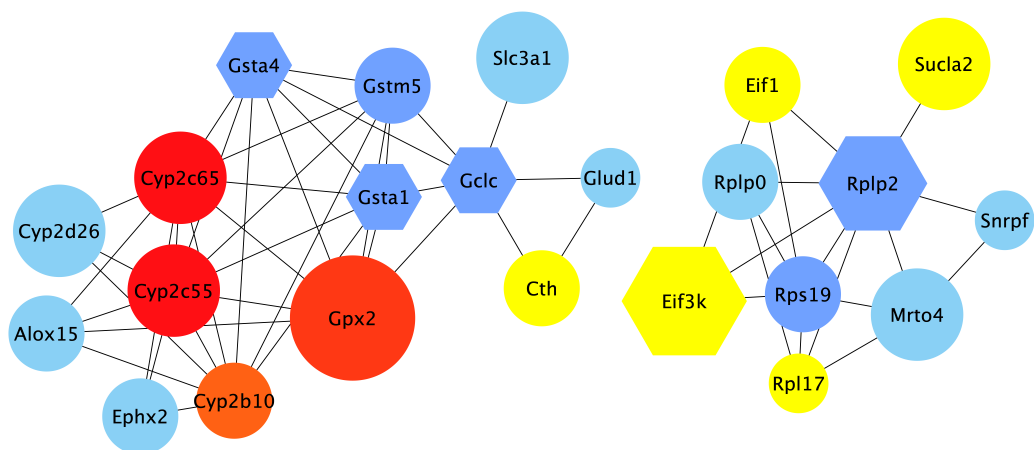 Gsta4
Gstm5
Slc3a1
Cyp2c65
Gsta1
Gclc
Glud1
Cyp2d26
Cyp2c55
Gpx2
Cth
Alox15
Cyp2b10
Ephx2
Eif1
Sucla2
Rplp0
Rplp2
Snrpf
Eif3k
Rps19
Mrto4
Rpl17